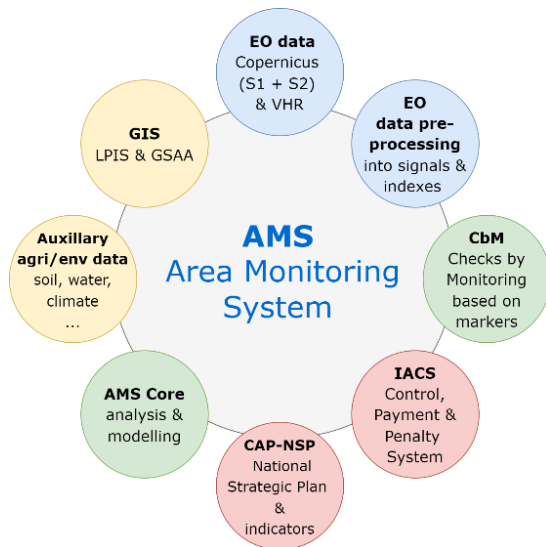 EO data
Copernicus
(S1 + S2)
& VHR
EO
data pre-
processing
into signals &
indexes
CbM
Checks by
Monitoring
based on
markers
IACS
Control,
Payment &
Penalty
System
CAP-NSP
National
Strategic Plan
&
indicators
AMS Core
analysis &
modelling
Auxillary
agri/env data
soil, water,
climate
...
GIS
LPIS & GSAA
AMS
Area Monitoring
System